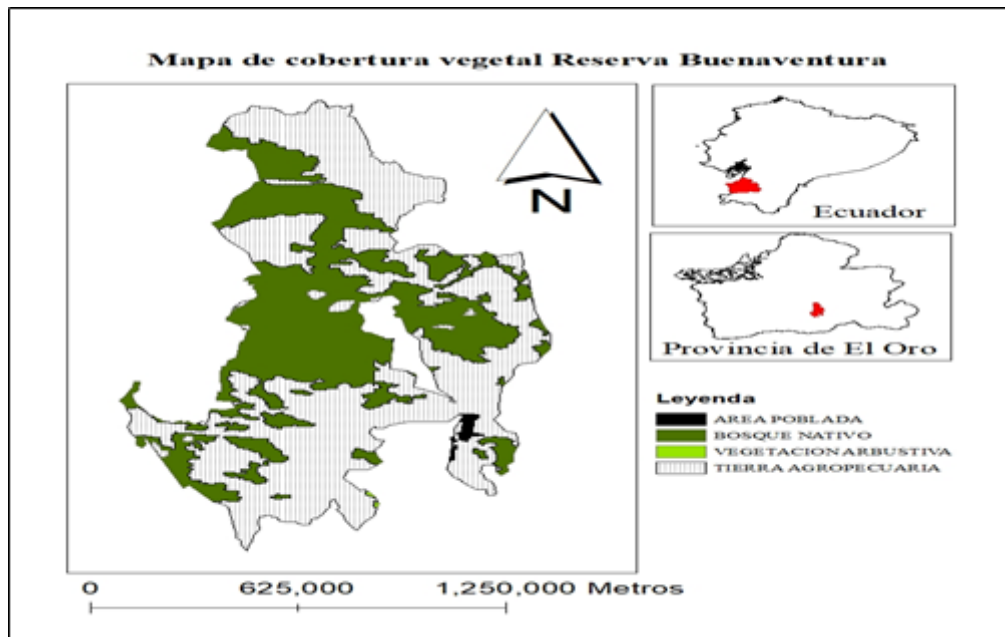 Mapa de cobertura vegetal Reserva Buenaventura
N
Ecuador
Provincia de El Oro
Leyenda
AREA POBLADA
BOSQUE NATIVO
VEGETACION ARBUSTIVA
TIERRA AGROPECUARIA
0 625,000 1,250,000 Metros